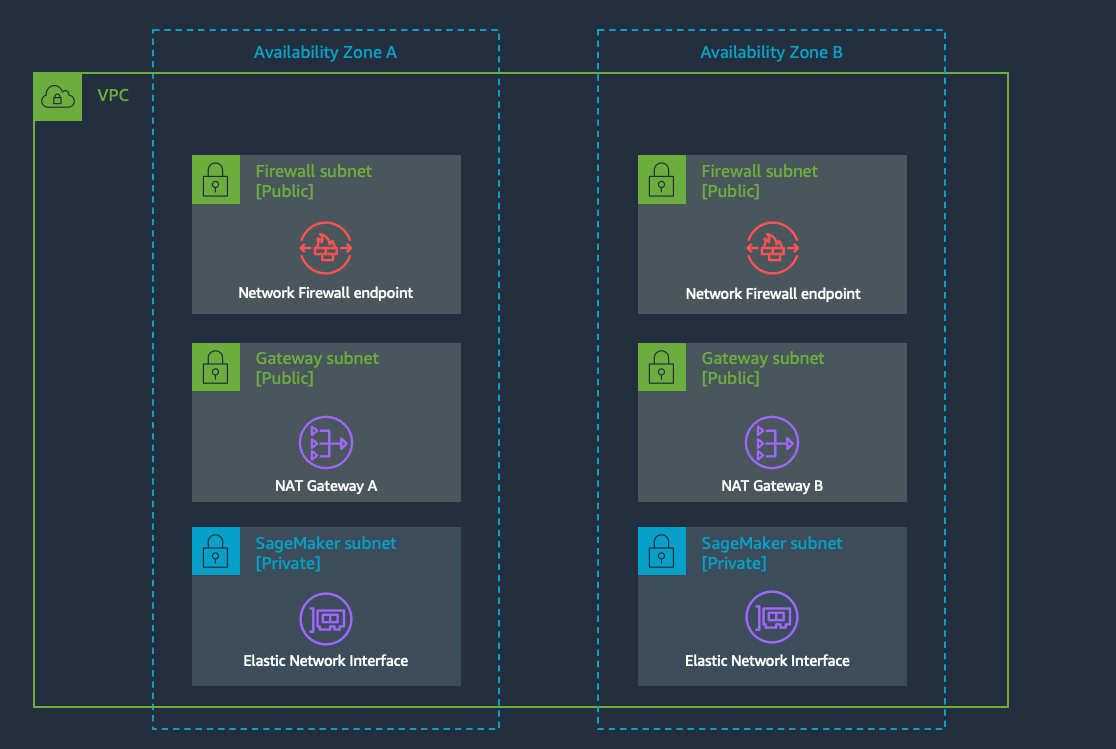 Availability Zone A
Availability Zone B
VPC
Firewall subnet
[Public]
Network Firewall endpoint
Firewall subnet
[Public]
Network Firewall endpoint
Gateway subnet
[Public]
NAT Gateway A
Gateway subnet
[Public]
NAT Gateway B
SageMaker subnet
[Private]
Elastic Network Interface
SageMaker subnet
[Private]
Elastic Network Interface